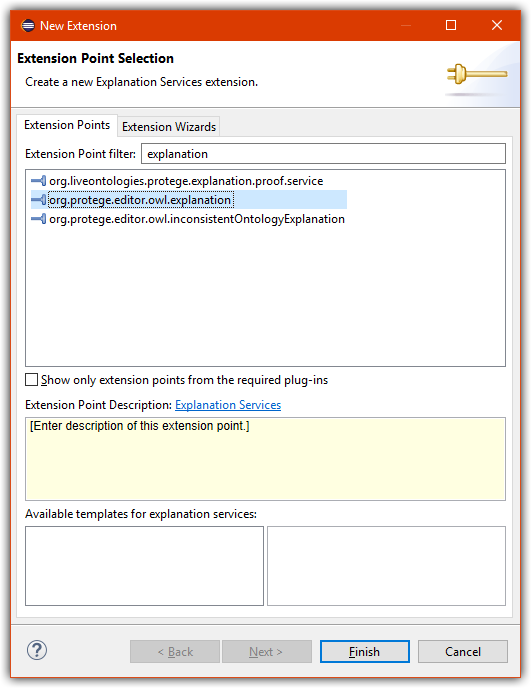 New Extension
Extension Point Selection
Create a new Explanation Services extension.
Extension Points
Extension Wizards
Extension Point filter: explanation
org.liveontologies.protege.explanation.proof.service
org.protege.editor.owl.explanation
org.protege.editor.owl.inconsistentOntologyExplanation
Show only extension points from the required plug-ins
Extension Point Description: Explanation Services
[Enter description of this extension point.]
Available templates for explanation services:
? < Back Next > Finish Cancel